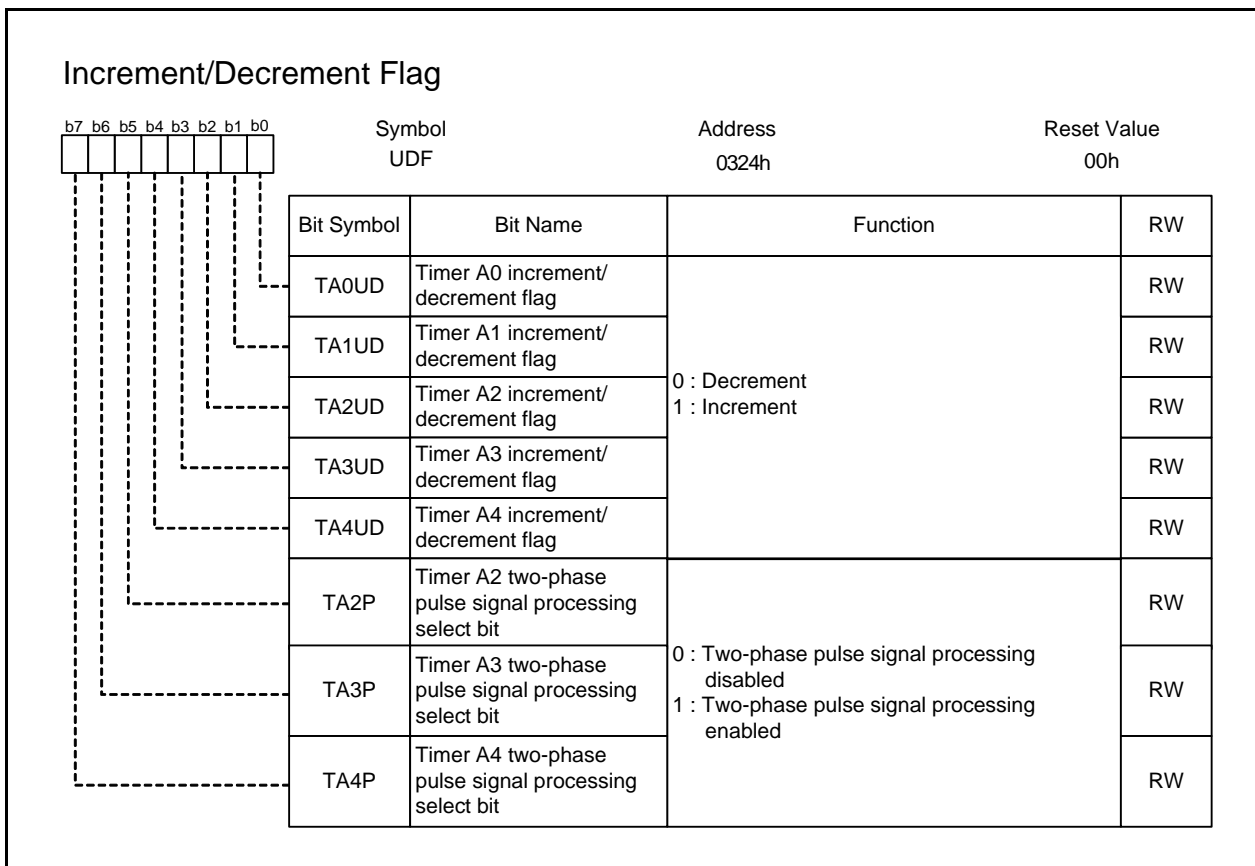 Increment/Decrement Flag
b7 b6 b5 b4 b3 b2 b1 b0
Symbol Address Reset Value
UDF 0324h 00h
Bit Symbol Bit Name Function RW
TA0UD Timer A0 increment/
decrement flag RW
TA1UD Timer A1 increment/
decrement flag RW
0 : Decrement
1 : Increment
TA2UD Timer A2 increment/
decrement flag RW
TA3UD Timer A3 increment/
decrement flag RW
TA4UD Timer A4 increment/
decrement flag RW
TA2P Timer A2 two-phase
pulse signal processing
select bit RW
0 : Two-phase pulse signal processing
disabled
1 : Two-phase pulse signal processing
enabled
TA3P Timer A3 two-phase
pulse signal processing
select bit RW
TA4P Timer A4 two-phase
pulse signal processing
select bit RW